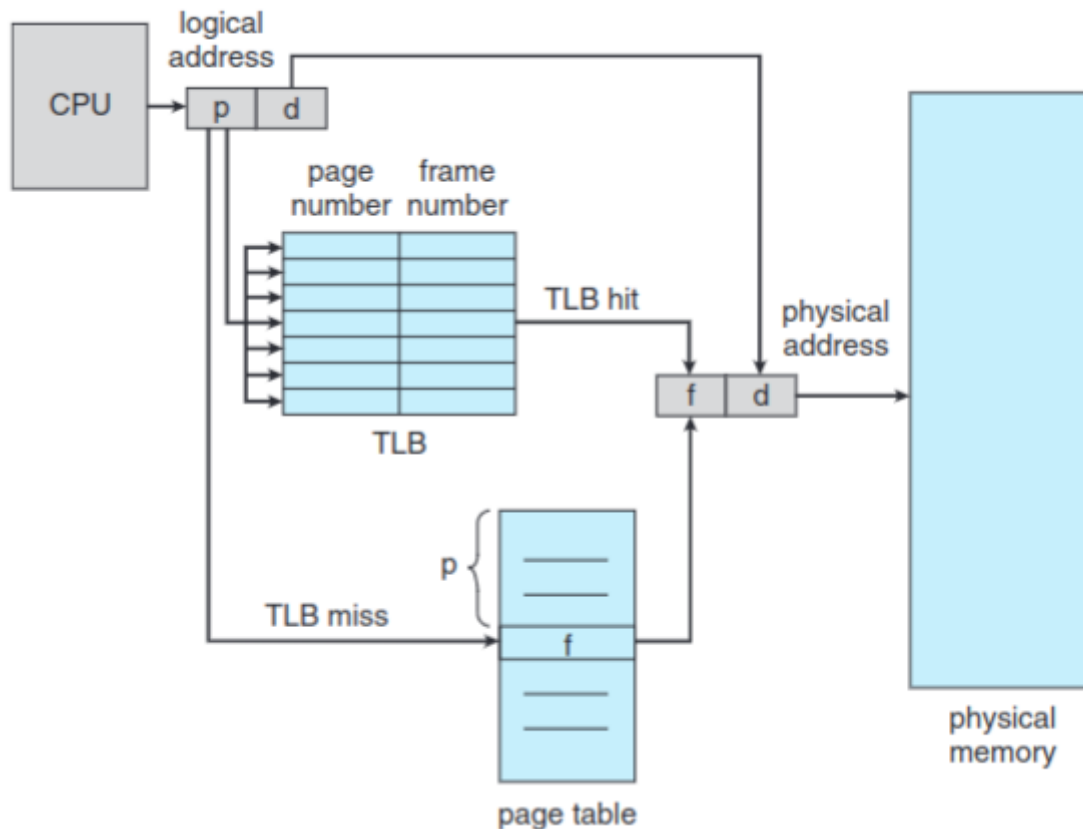 logical
address
CPU
p d
page frame
number number
TLB hit
physical
address
f d
TLB
p
TLB miss
f
physical
memory
page table